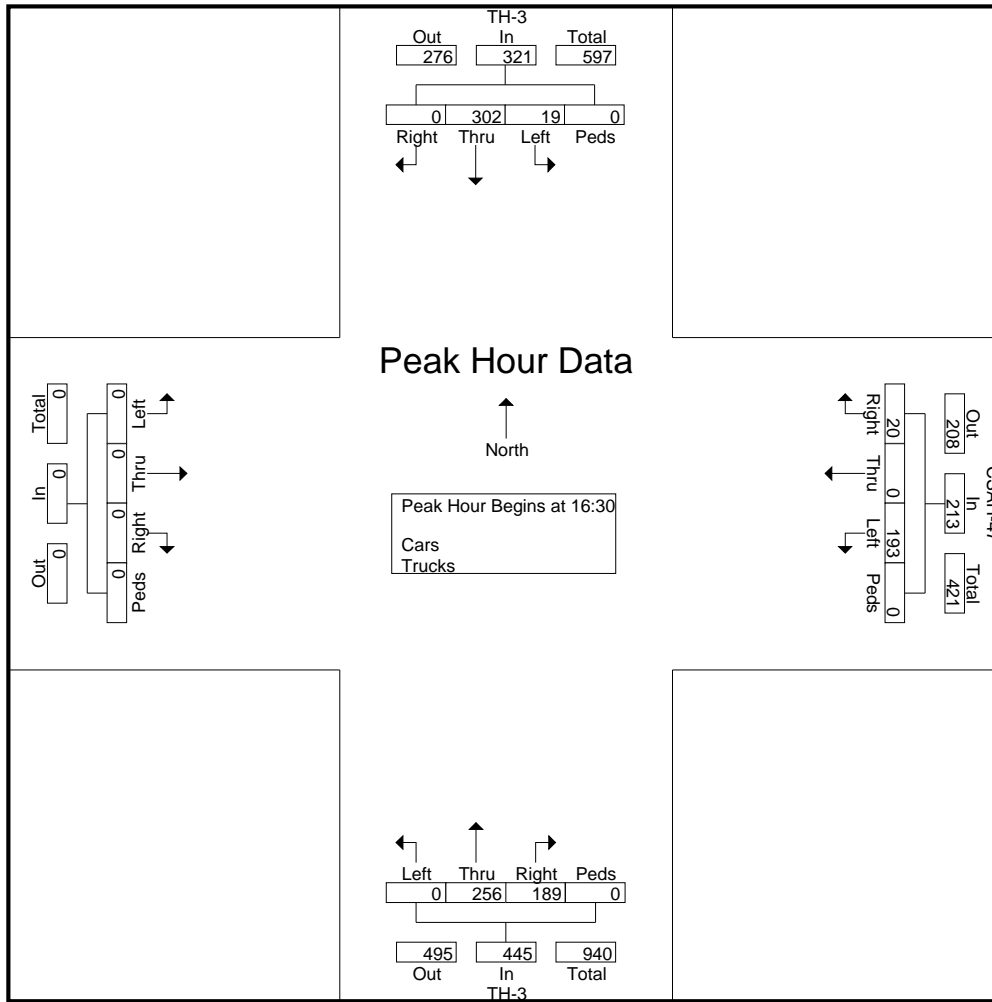 TH-3
Out In Total
276 321 597
0 302 19 0
Right Thru Left Peds
Peak Hour Data
North
Peak Hour Begins at 16:30
Cars
Trucks
Left Thru Right Peds
0 0 0 0
Total In Out
0 0 0
Right Thru Left Peds
20 0 193 0
Out In Total
208 213 421
Left Thru Right Peds
0 256 189 0
495 445 940
Out In Total
TH-3